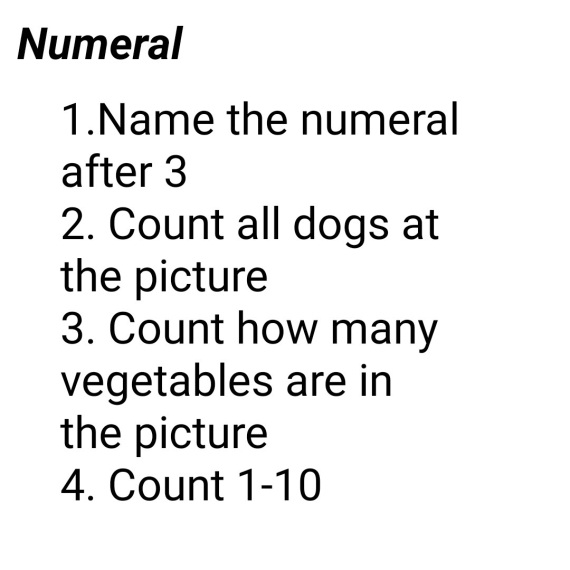 Numeral
1.Name the numeral
after 3
2. Count all dogs at
the picture
3. Count how many
vegetables are in
the picture
4. Count 1-10